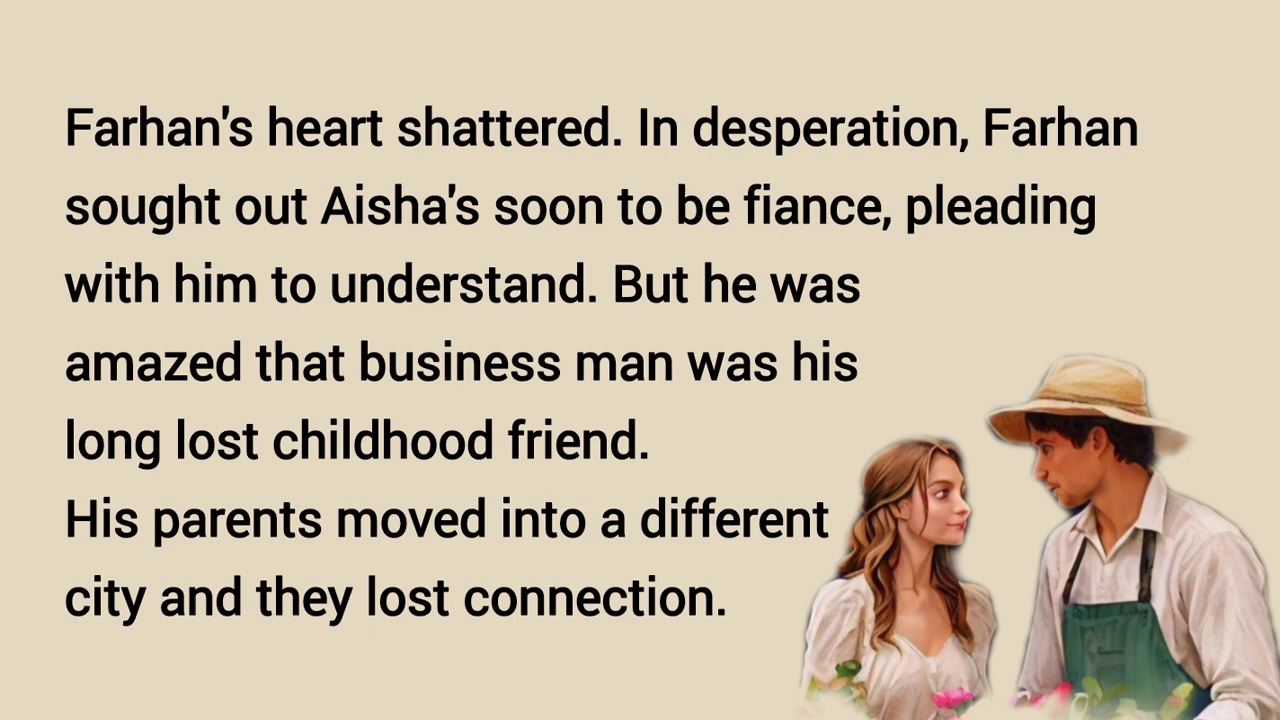 Farhan's heart shattered. In desperation, Farhan
sought out Aisha's soon to be fiance, pleading
with him to understand. But he was
amazed that business man was his
long lost childhood friend.
His parents moved into a different
city and they lost connection.